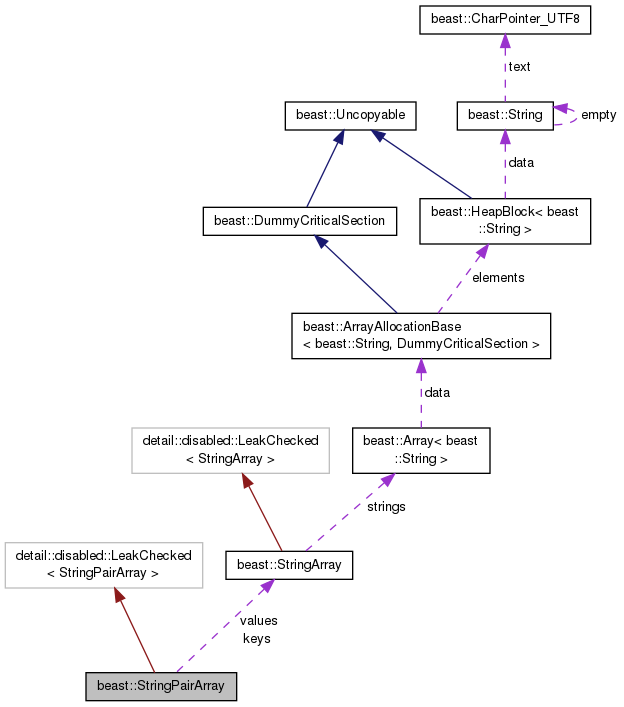 beast::CharPointer_UTF8
text
beast::Uncopyable
beast::String
empty
data
beast::DummyCriticalSection
beast::HeapBlock< beast
::String >
elements
beast::ArrayAllocationBase
< beast::String, DummyCriticalSection >
data
detail::disabled::LeakChecked
< StringArray >
beast::Array< beast
::String >
strings
detail::disabled::LeakChecked
< StringPairArray >
beast::StringArray
values
keys
beast::StringPairArray